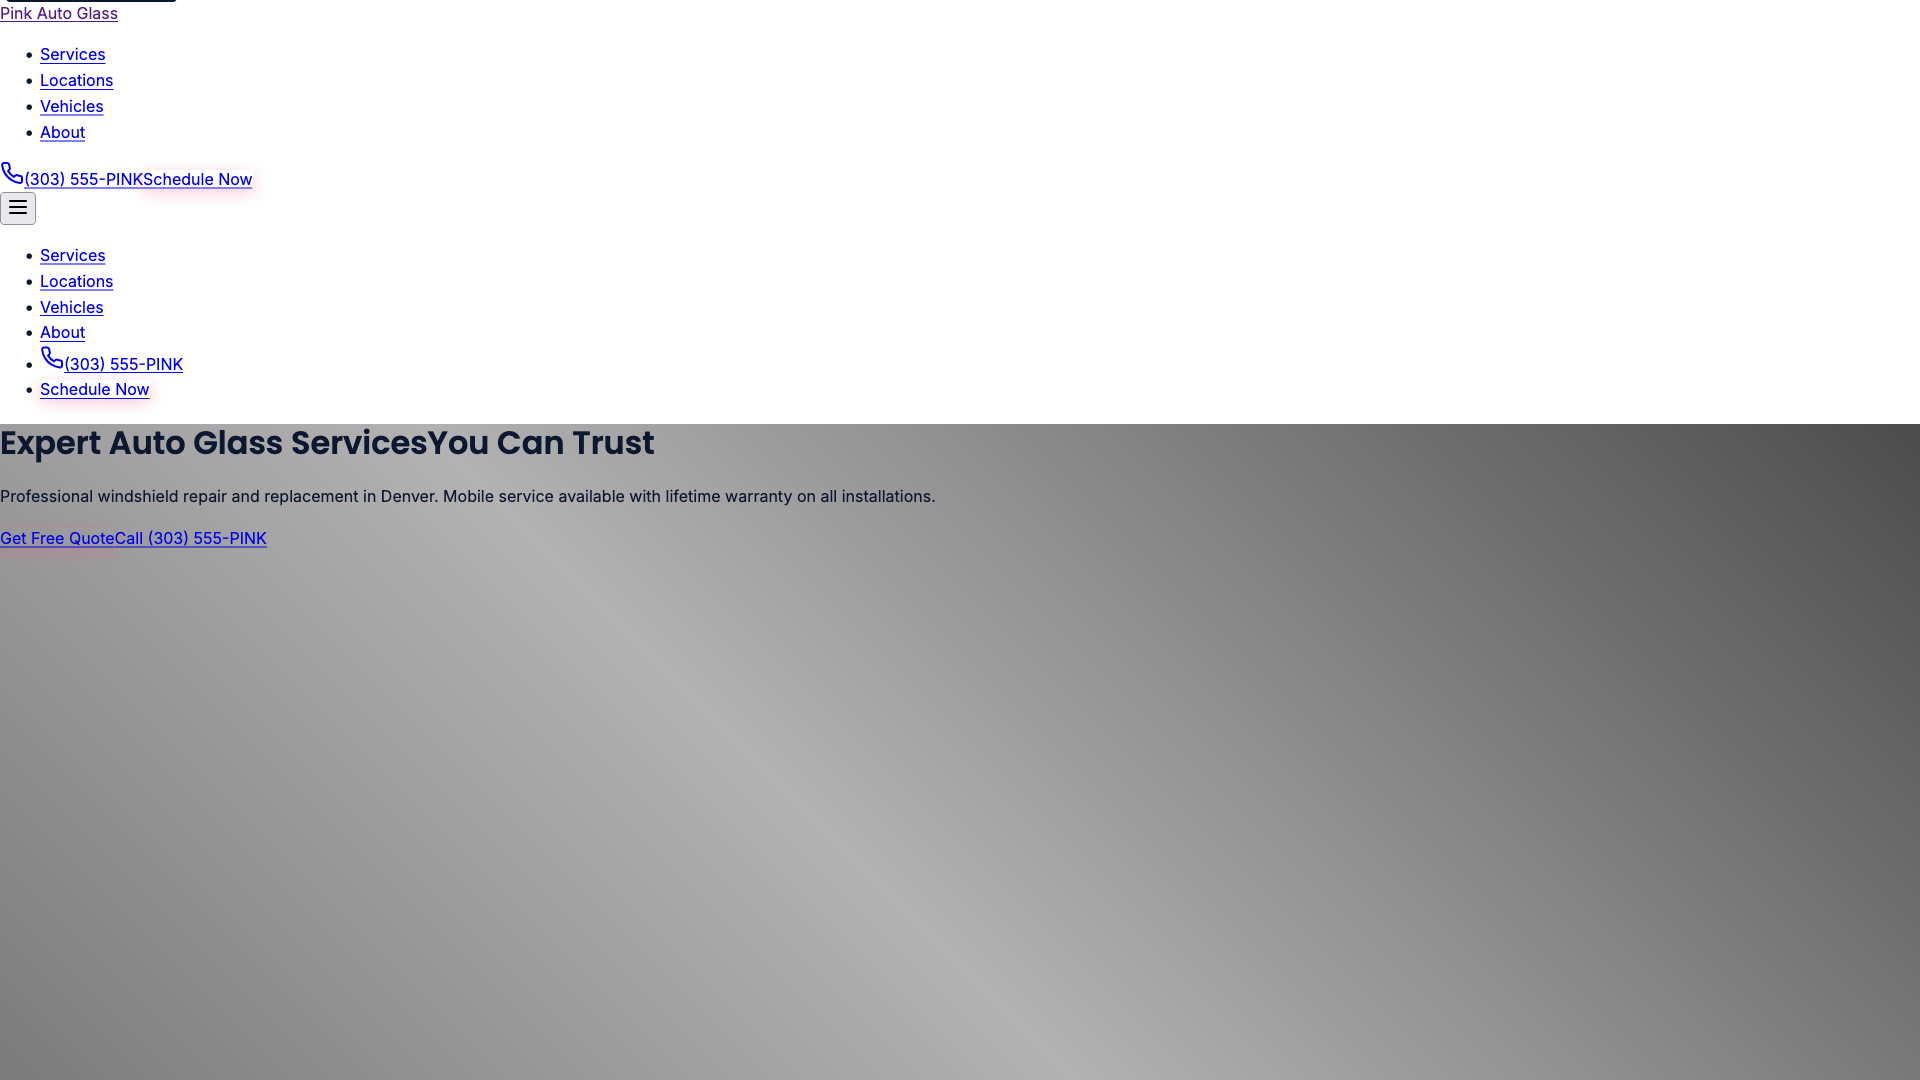 Pink Auto Glass
• Services
• Locations
• Vehicles
• About
(303) 555-PINKSchedule Now
• Services
• Locations
• Vehicles
• About
• (303) 555-PINK
• Schedule Now
Expert Auto Glass ServicesYou Can Trust
Professional windshield repair and replacement in Denver. Mobile service available with lifetime warranty on all installations.
Get Free QuoteCall (303) 555-PINK